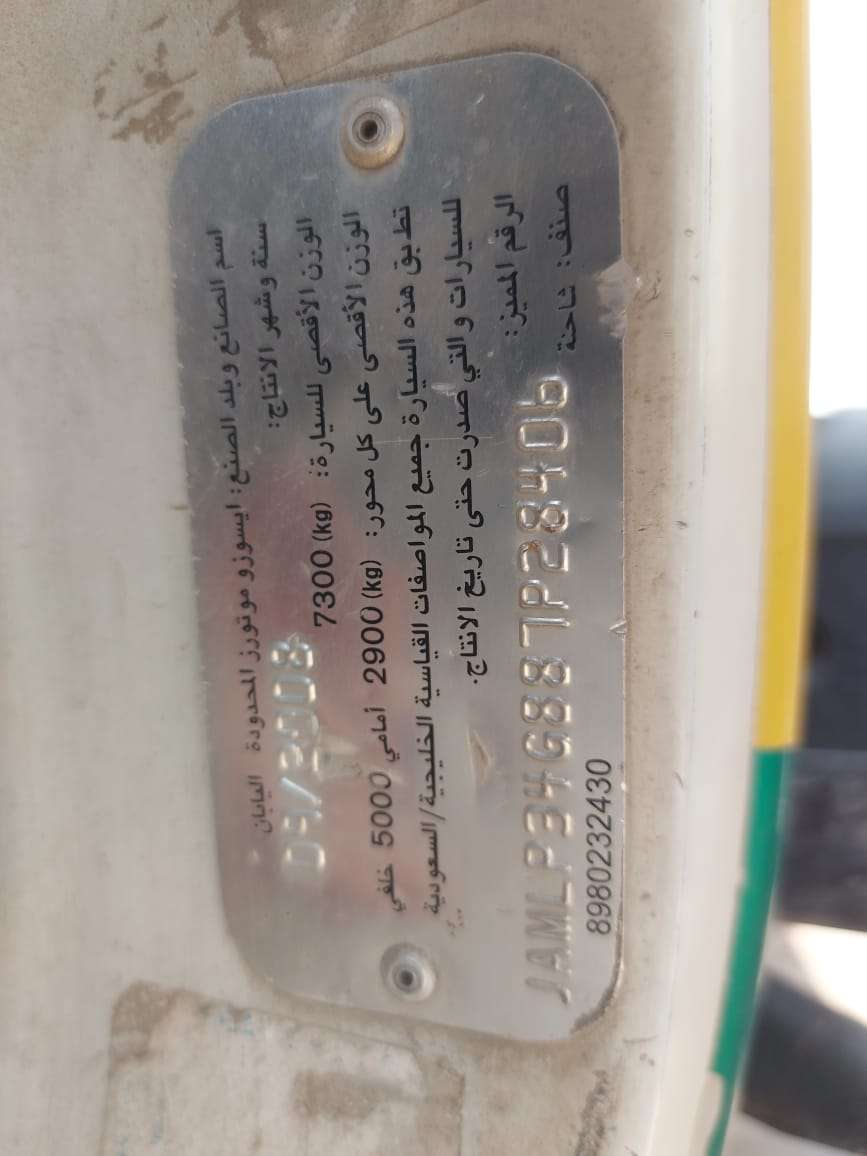 اسم الصانع وبلد الصنع: ايسوزو موتورز المحدودة اليابان
سنة وشهر الانتاج: 09/2008
الوزن الأقصى للسيارة: 7300 (kg)
الوزن الأقصى على كل محور: 2900 (kg) أمامي 5000 خلفي
تطابق هذه السيارة جميع المواصفات القياسية الخليجية/السعودية
للسيارات والتي صدرت حتى تاريخ الانتاج.
الرقم المميز: JAMLP34G887P28406
صنف: شاحنة
8980232430